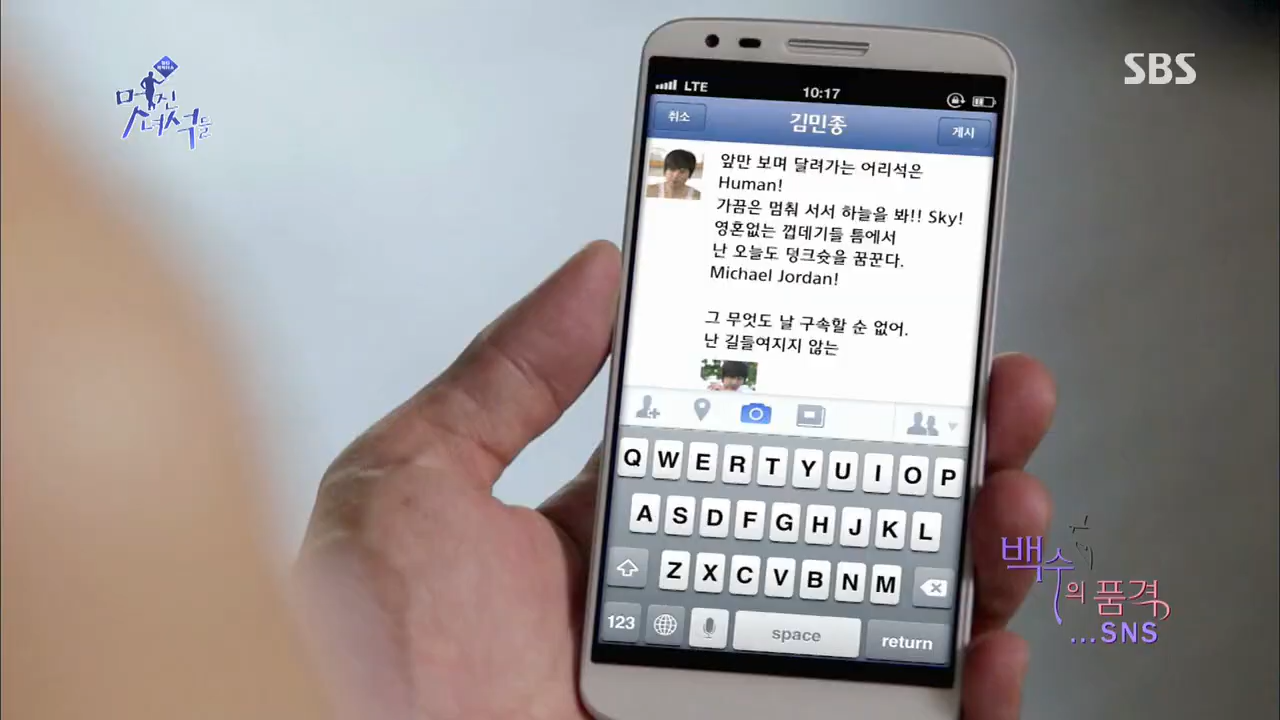 멋진
녀석들
SBS
LTE
10:17
취소
김민종
게시
앞만 보며 달려가는 어리석은
Human!
가끔은 멈춰 서서 하늘을 봐!! Sky!
영혼없는 껍데기들 틈에서
난 오늘도 덩크슛을 꿈꾼다.
Michael Jordan!
그 무엇도 날 구속할 순 없어.
난 길들여지지 않는
Q W E R T Y U I O P
A S D F G H J K L
Z X C V B N M
123
space
return
백수의 품격
...SNS